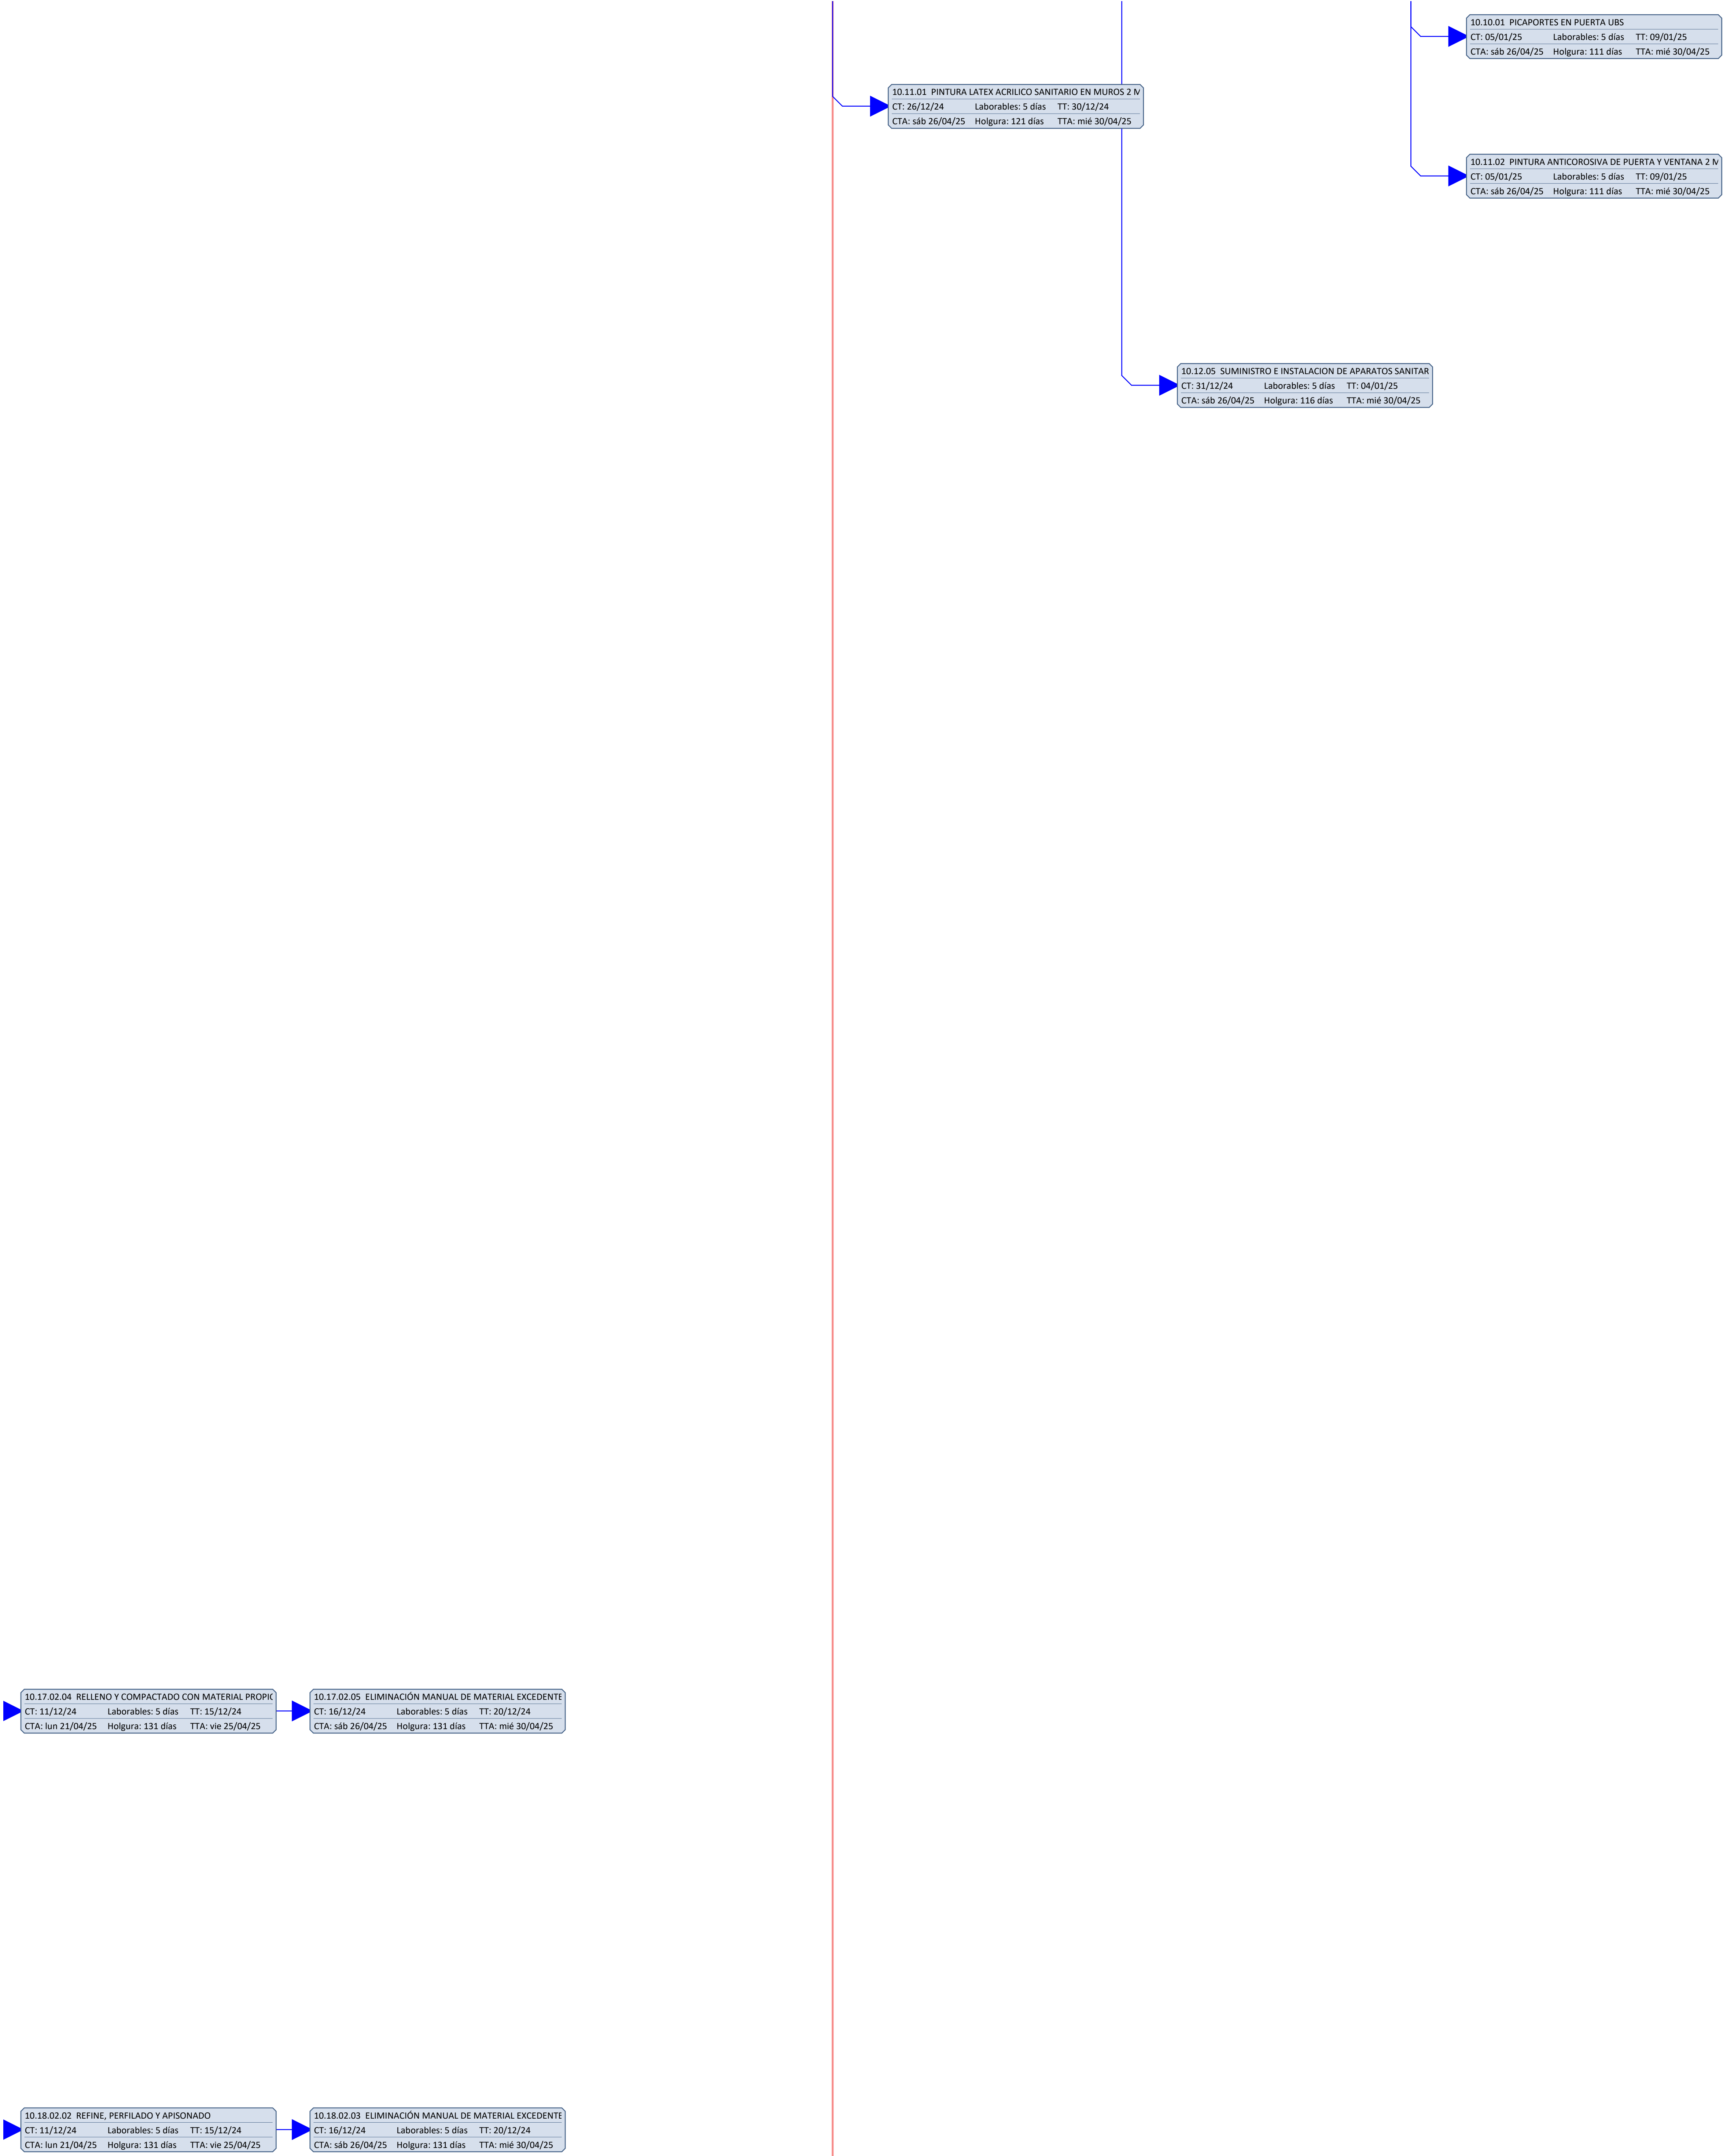 10.10.01 PICAPORTES EN PUERTA UBS
CT: 05/01/25 Laborables: 5 días TT: 09/01/25
CTA: sáb 26/04/25 Holgura: 111 días TTA: mié 30/04/25
10.11.01 PINTURA LATEX ACRILICO SANITARIO EN MUROS 2
CT: 26/12/24 Laborables: 5 días TT: 30/12/24
CTA: sáb 26/04/25 Holgura: 121 días TTA: mié 30/04/25
10.11.02 PINTURA ANTICOROSIVA DE PUERTA Y VENTANA 2
CT: 05/01/25 Laborables: 5 días TT: 09/01/25
CTA: sáb 26/04/25 Holgura: 111 días TTA: mié 30/04/25
10.12.05 SUMINISTRO E INSTALACION DE APARATOS SANITAR
CT: 31/12/24 Laborables: 5 días TT: 04/01/25
CTA: sáb 26/04/25 Holgura: 116 días TTA: mié 30/04/25
10.17.02.04 RELLENO Y COMPACTADO CON MATERIAL PROPI
CT: 11/12/24 Laborables: 5 días TT: 15/12/24
CTA: lun 21/04/25 Holgura: 131 días TTA: vie 25/04/25
10.17.02.05 ELIMINACIÓN MANUAL DE MATERIAL EXCEDENTE
CT: 16/12/24 Laborables: 5 días TT: 20/12/24
CTA: sáb 26/04/25 Holgura: 131 días TTA: mié 30/04/25
10.18.02.02 REFINE, PERFILADO Y APISONADO
CT: 11/12/24 Laborables: 5 días TT: 15/12/24
CTA: lun 21/04/25 Holgura: 131 días TTA: vie 25/04/25
10.18.02.03 ELIMINACIÓN MANUAL DE MATERIAL EXCEDENTE
CT: 16/12/24 Laborables: 5 días TT: 20/12/24
CTA: sáb 26/04/25 Holgura: 131 días TTA: mié 30/04/25